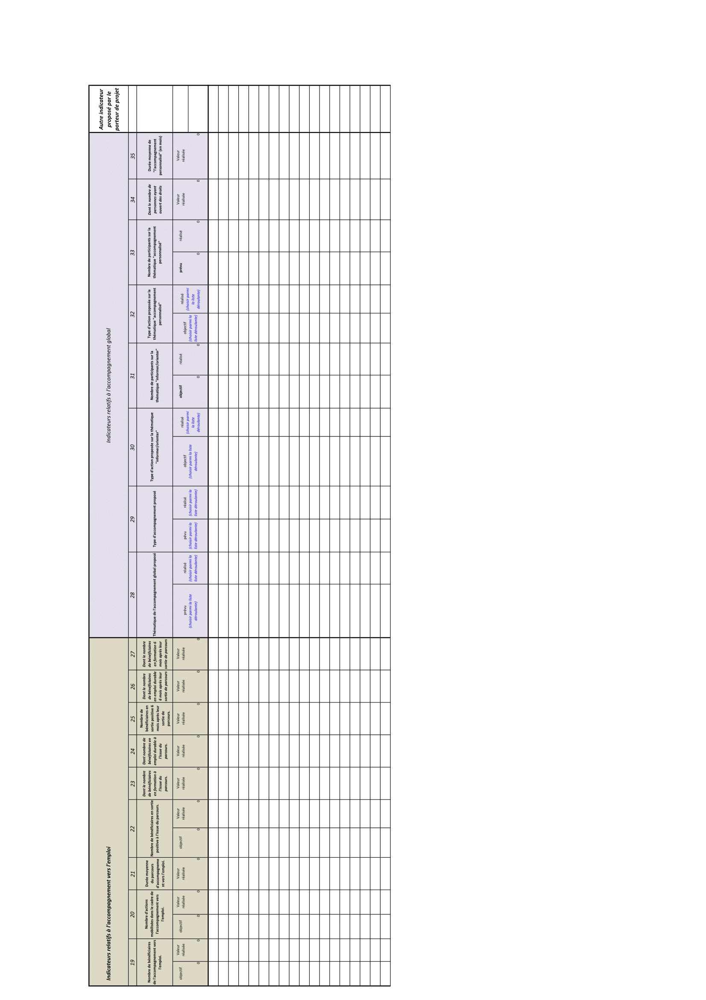 Indicateurs relatifs à l'accompagnement vers l'emploi
Indicateurs relatifs à l'accompagnement global
Autre indicateur
proposé par le
porteur de projet
19
20
21
22
23
24
25
26
27
28
29
30
31
32
33
34
35
Nombre de bénéficiaires
de l'accompagnement vers
l'emploi.
Nombre d'actions
mobilisées dans le cadre de
l'accompagnement vers
l'emploi.
Durée moyenne
du parcours
d'accompagneme
nt vers l'emploi.
Nombre de bénéficiaires en sortie
positive à l'issue du parcours.
Dont le nombre
de bénéficiaires
en formation à
l'issue du
parcours.
Dont nombre de
bénéficiaires en
emploi durable à
l'issue du
parcours.
Nombre de
bénéficiaires en
sortie positive 6
mois après leur
sortie de
parcours.
Dont le nombre
de bénéficiaires
en emploi durable
6 mois après leur
sortie de parcours
Dont le nombre
de bénéficiaires
en formation 6
mois après leur
sortie de parcours
Thématique de l'accompagnement global proposé
Type d'accompagnement proposé
Type d'action proposée sur la thématique
"informer/orienter"
Nombre de participants sur la
thématique "informer/orienter"
Type d'action proposée sur la
thématique "accompagnement
personnalisé"
Nombre de participants sur la
thématique "accompagnement
personnalisé"
Dont le nombre de
personnes ayant
ouvert des droits
Durée moyenne de
"l'accompagnement
personnalisé" (en mois)
objectif
0
Valeur
réalisée
0
objectif
0
Valeur
réalisée
0
Valeur
réalisée
0
objectif
0
Valeur
réalisée
0
Valeur
réalisée
0
Valeur
réalisée
0
Valeur
réalisée
0
Valeur
réalisée
0
Valeur
réalisée
0
prévu
(choisir parmi la liste
déroulante)
réalisé
(choisir parmi la
liste déroulante)
pévu
(choisir parmi la
liste déroulante)
réalisé
(choisir parmi la
liste déroulante)
objectif
(choisir parmi la liste
déroulante)
réalisé
(choisir parmi
la liste
déroulante)
objectif
0
réalisé
0
objectif
(choisir parmi la
liste déroulante)
réalisé
(choisir parmi
la liste
déroulante)
prévu
0
réalisé
0
Valeur
réalisée
0
Valeur
réalisée
0